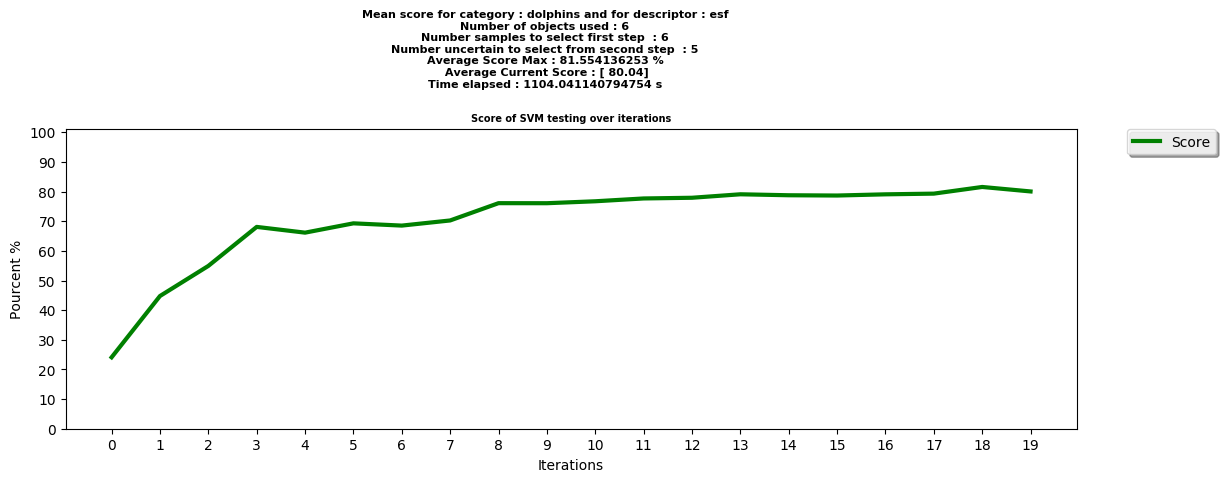 Mean score for category : dolphins and for descriptor : esf
Number of objects used : 6
Number samples to select first step  : 6
Number uncertain to select from second step  : 5
Average Score Max : 81.554136253 %
Average Current Score : [ 80.04]
Time elapsed : 1104.041140794754 s
Score of SVM testing over iterations
Score
100
90
80
70
60
50
40
30
20
10
0
Pourcent %
0 1 2 3 4 5 6 7 8 9 10 11 12 13 14 15 16 17 18 19
Iterations